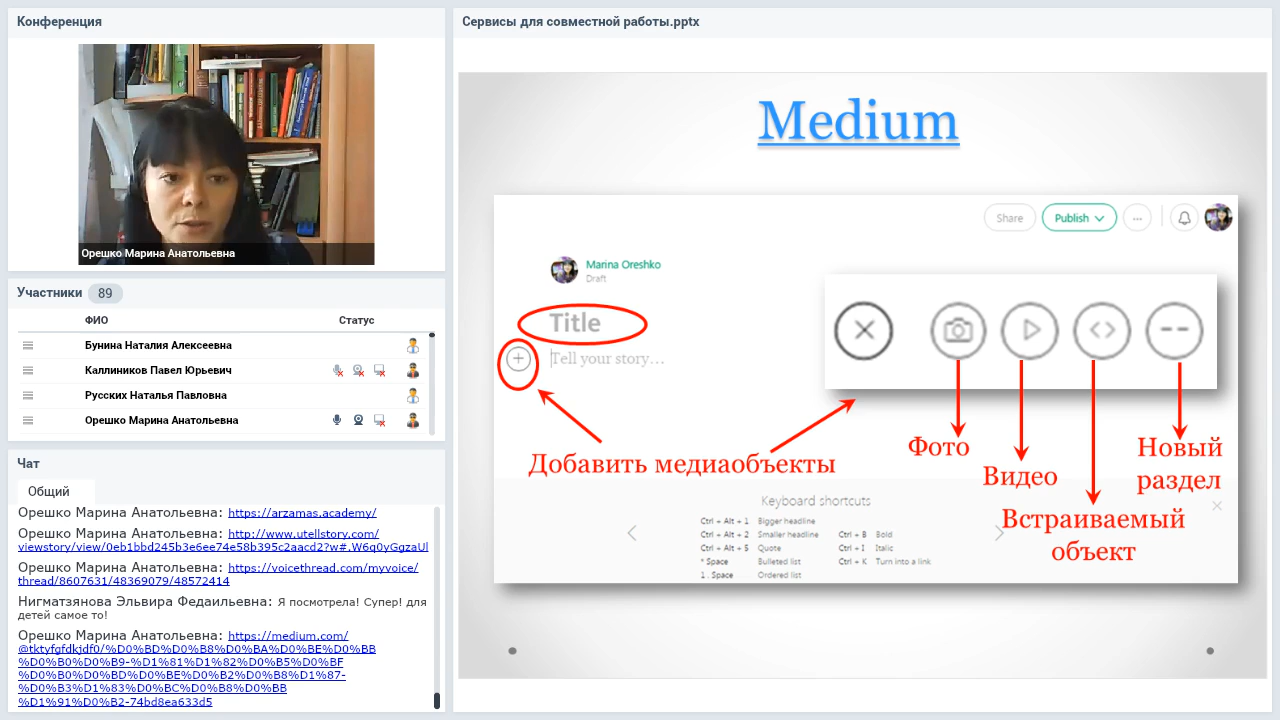 Конференция
Орешко Марина Анатольевна
Участники 89
ФИО Статус
Бунина Наталия Алексеевна
Каллиников Павел Юрьевич
Русских Наталья Павловна
Орешко Марина Анатольевна
Чат
Общий
Орешко Марина Анатольевна: https://arzamas.academy/
Орешко Марина Анатольевна: http://www.utellstory.com/
viewstory/view/0eb1bbd245b3e6ee74e58b395c2aacd2?w#.W6q0yGgzaUl
Орешко Марина Анатольевна: https://voicethread.com/myvoice/
thread/8607631/48369079/48572414
Нигматзянова Эльвира Федаильевна: Я посмотрела! Супер! для
детей самое то!
Орешко Марина Анатольевна: https://medium.com/
@tktyfgfdkjdf0/%D0%BD%D0%B8%D0%BA%D0%BE%D0%BB
%D0%B0%D0%B9-%D1%81%D1%82%D0%B5%D0%BF
%D0%B0%D0%BD%D0%BE%D0%B2%D0%B8%D1%87-
%D0%B3%D1%83%D0%BC%D0%B8%D0%BB
%D1%91%D0%B2-74bd8ea633d5
Сервисы для совместной работы.pptx
Medium
Share Publish
Marina Oreshko
Draft
Title
Tell your story…
Добавить медиаобъекты
Фото
Видео
Встраиваемый
объект
Новый
раздел
Keyboard shortcuts
Ctrl + Alt + 1 Bigger headline
Ctrl + Alt + 2 Smaller headline Ctrl + B Bold
Ctrl + Alt + 5 Quote Ctrl + I Italic
* Space Bulleted list Ctrl + K Turn into a link
1 . Space Ordered list